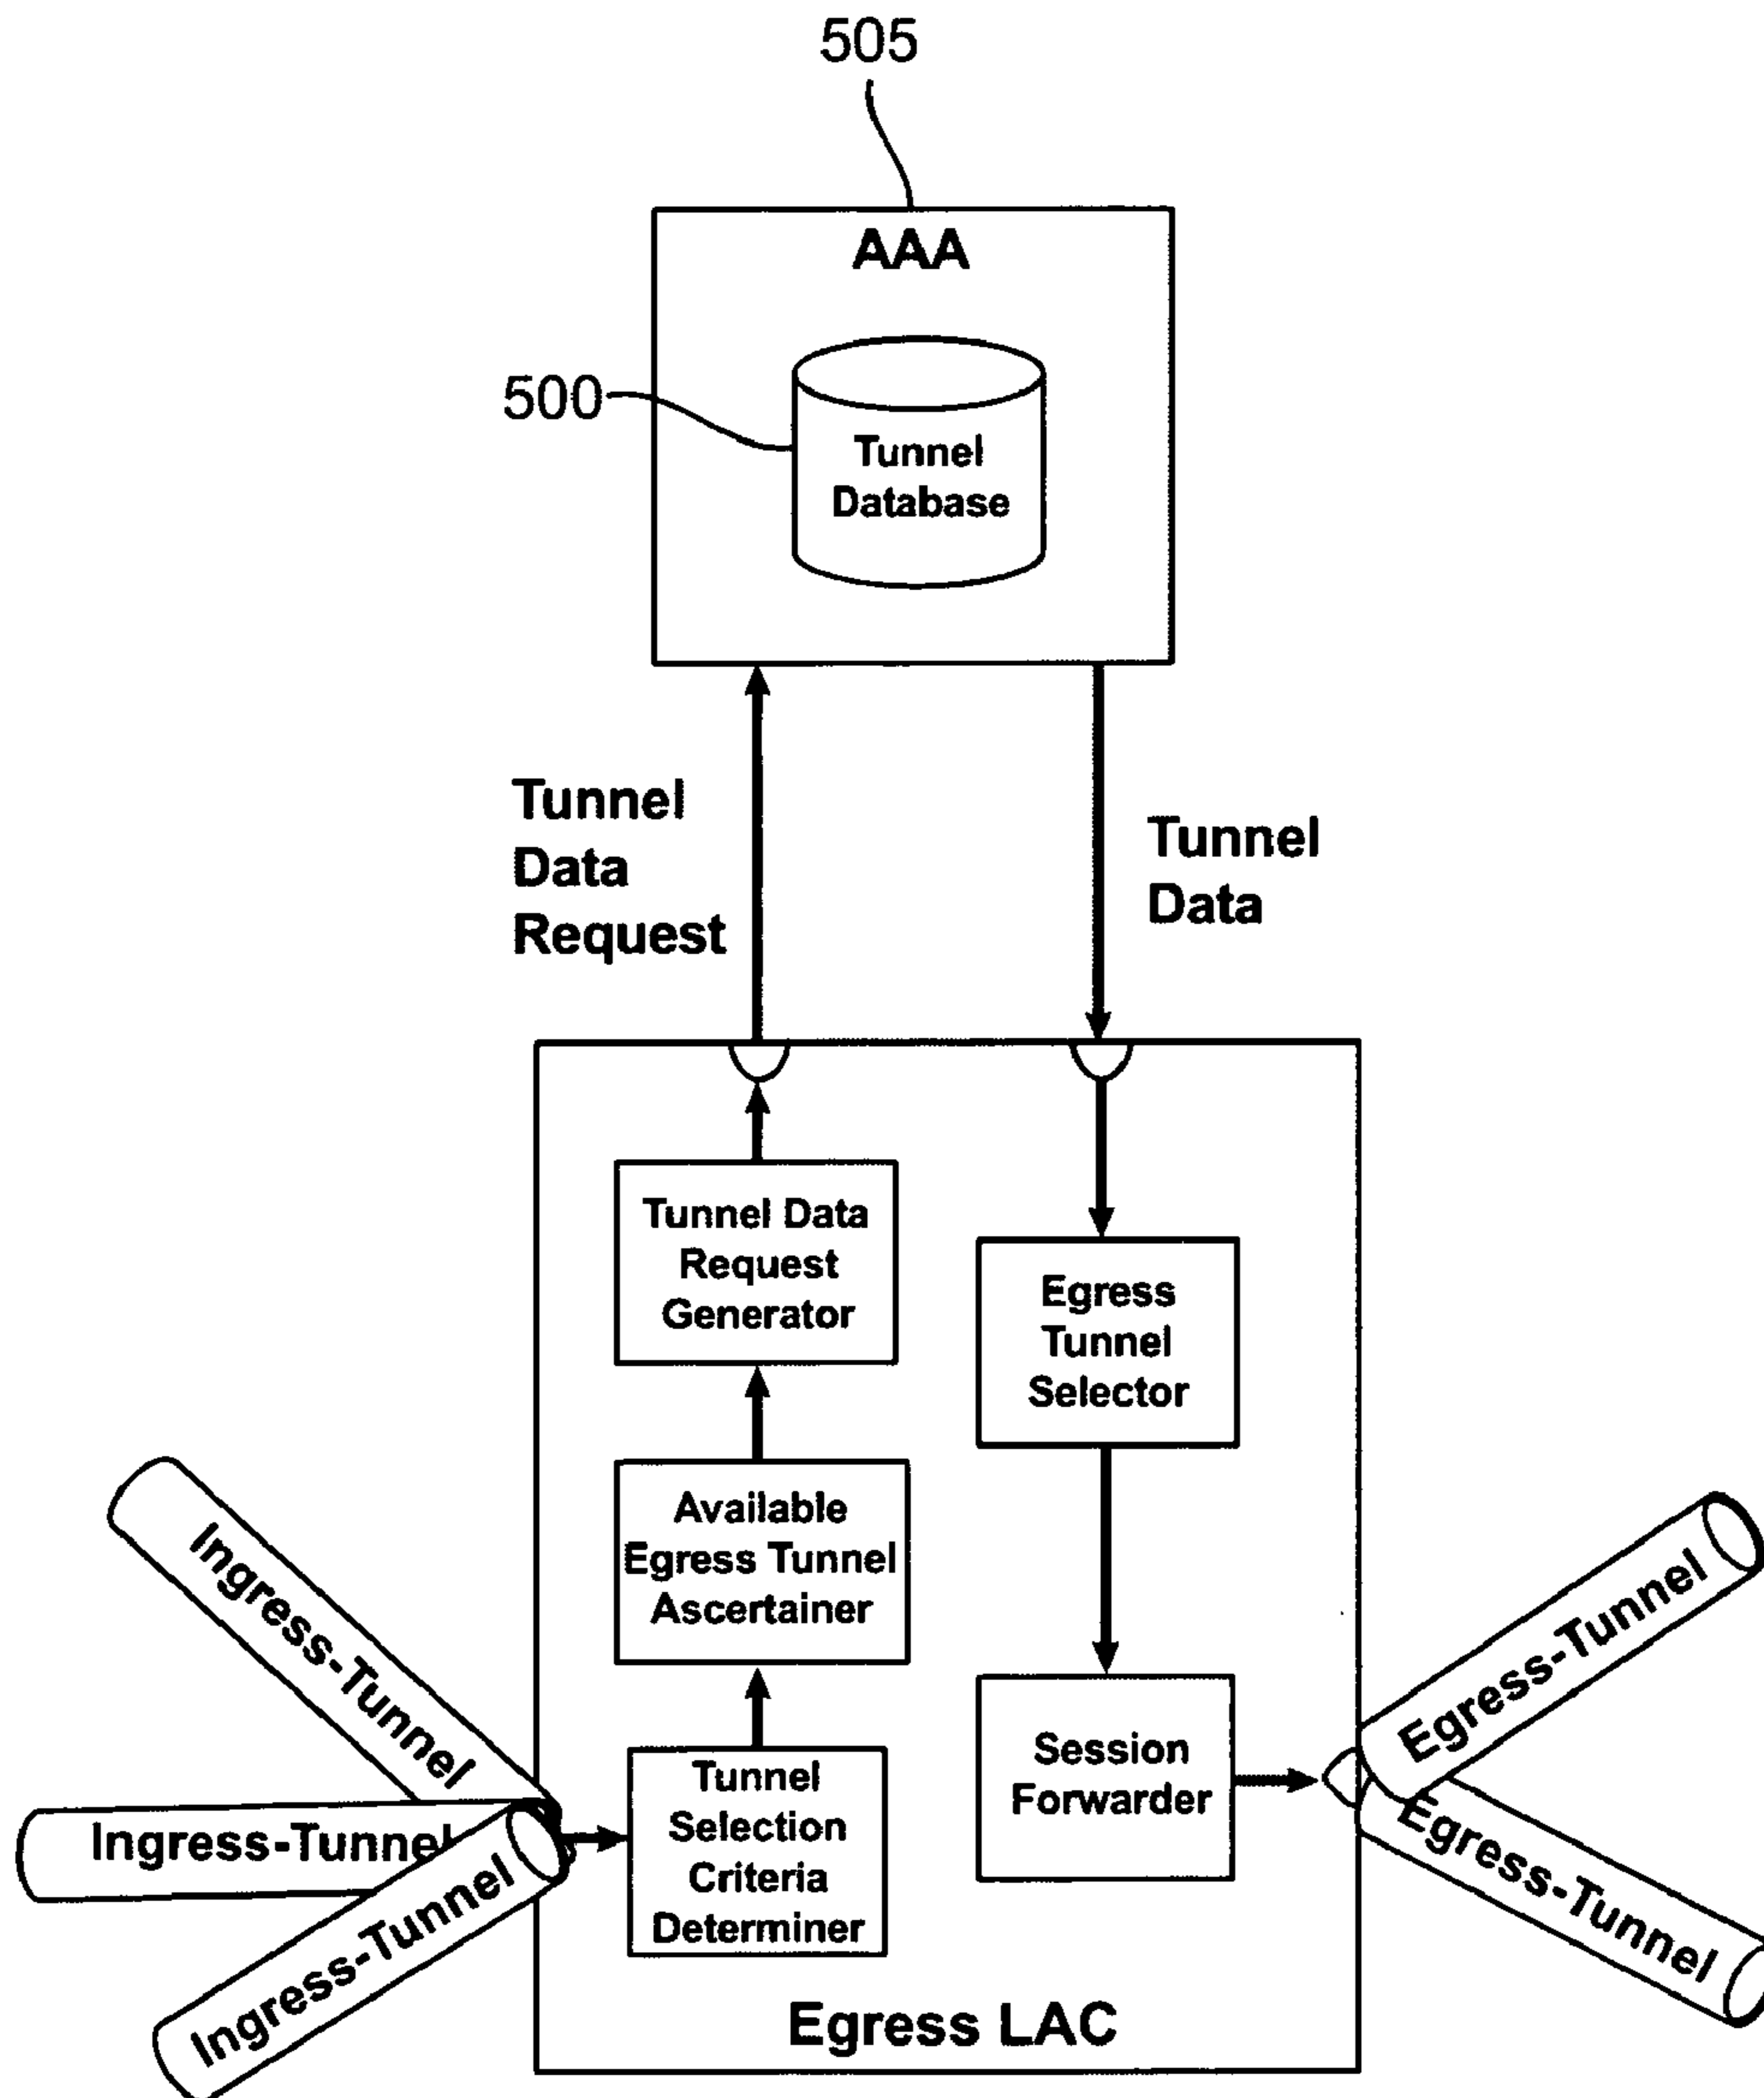 505
AAA
500
Tunnel
Database
Tunnel
Data
Request
Tunnel
Data
Tunnel Data
Request
Generator
Egress
Tunnel
Selector
Available
Egress Tunnel
Ascertainer
Tunnel
Selection
Criteria
Determiner
Session
Forwarder
Ingress-Tunnel
Ingress-Tunnel
Ingress-Tunnel
Egress-Tunnel
Egress-Tunnel
Egress LAC